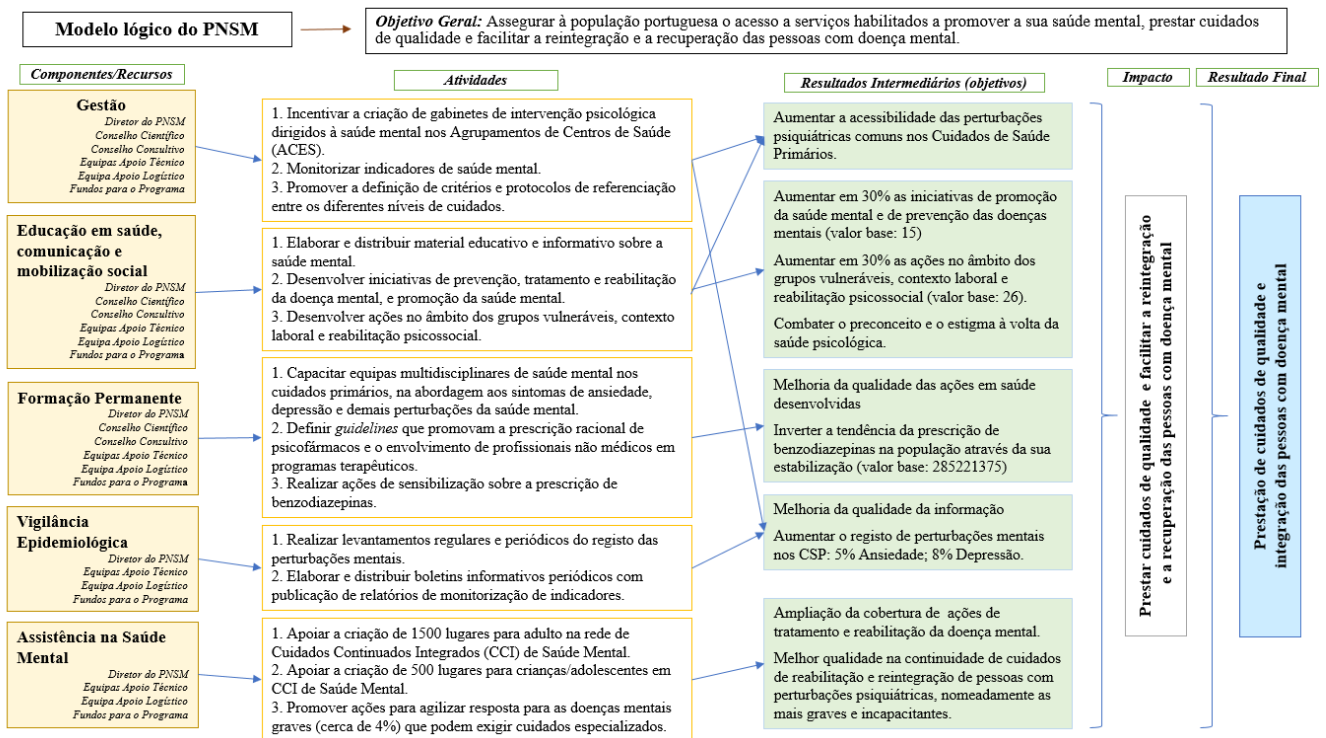 Modelo lógico do PNSM
Objetivo Geral: Assegurar à população portuguesa o acesso a serviços habilitados a promover a sua saúde mental, prestar cuidados
de qualidade e facilitar a reintegração e a recuperação das pessoas com doença mental.
Componentes/Recursos
Atividades
Resultados Intermediários (objetivos)
Impacto
Resultado Final
Gestão
Diretor do PNSM
Conselho Científico
Conselho Consultivo
Equipas Apoio Técnico
Equipa Apoio Logístico
Fundos para o Programa
1. Incentivar a criação de gabinetes de intervenção psicológica
dirigidos à saúde mental nos Agrupamentos de Centros de Saúde
(ACES).
2. Monitorizar indicadores de saúde mental.
3. Promover a definição de critérios e protocolos de referenciação
entre os diferentes níveis de cuidados.
Aumentar a acessibilidade das perturbações
psiquiátricas comuns nos Cuidados de Saúde
Primários.
Educação em saúde,
comunicação e
mobilização social
Diretor do PNSM
Conselho Científico
Conselho Consultivo
Equipas Apoio Técnico
Equipa Apoio Logístico
Fundos para o Programa
1. Elaborar e distribuir material educativo e informativo sobre a
saúde mental.
2. Desenvolver iniciativas de prevenção, tratamento e reabilitação
da doença mental, e promoção da saúde mental.
3. Desenvolver ações no âmbito dos grupos vulneráveis, contexto
laboral e reabilitação psicossocial.
Aumentar em 30% as iniciativas de promoção
da saúde mental e de prevenção das doenças
mentais (valor base: 15)
Aumentar em 30% as ações no âmbito dos
grupos vulneráveis, contexto laboral e
reabilitação psicossocial (valor base: 26).
Combater o preconceito e o estigma à volta da
saúde psicológica.
Formação Permanente
Diretor do PNSM
Conselho Científico
Conselho Consultivo
Equipas Apoio Técnico
Equipa Apoio Logístico
Fundos para o Programa
1. Capacitar equipas multidisciplinares de saúde mental nos
cuidados primários, na abordagem aos sintomas de ansiedade,
depressão e demais perturbações da saúde mental.
2. Definir guidelines que promovam a prescrição racional de
psicofármacos e o envolvimento de profissionais não médicos em
programas terapêuticos.
3. Realizar ações de sensibilização sobre a prescrição de
benzodiazepinas.
Melhoria da qualidade das ações em saúde
desenvolvidas
Inverter a tendência da prescrição de
benzodiazepinas na população através da sua
estabilização (valor base: 285221375)
Vigilância
Epidemiológica
Diretor do PNSM
Equipas Apoio Técnico
Equipa Apoio Logístico
Fundos para o Programa
1. Realizar levantamentos regulares e periódicos do registo das
perturbações mentais.
2. Elaborar e distribuir boletins informativos periódicos com
publicação de relatórios de monitorização de indicadores.
Melhoria da qualidade da informação
Aumentar o registo de perturbações mentais
nos CSP: 5% Ansiedade; 8% Depressão.
Assistência na Saúde
Mental
Diretor do PNSM
Equipas Apoio Técnico
Equipa Apoio Logístico
Fundos para o Programa
1. Apoiar a criação de 1500 lugares para adulto na rede de
Cuidados Continuados Integrados (CCI) de Saúde Mental.
2. Apoiar a criação de 500 lugares para crianças/adolescentes em
CCI de Saúde Mental.
3. Promover ações para agilizar resposta para as doenças mentais
graves (cerca de 4%) que podem exigir cuidados especializados.
Ampliação da cobertura de ações de
tratamento e reabilitação da doença mental.
Melhor qualidade na continuidade de cuidados
de reabilitação e reintegração de pessoas com
perturbações psiquiátricas, nomeadamente as
mais graves e incapacitantes.
Prestar cuidados de qualidade e facilitar a reintegração
e a recuperação das pessoas com doença mental
Prestação de cuidados de qualidade e
integração das pessoas com doença mental